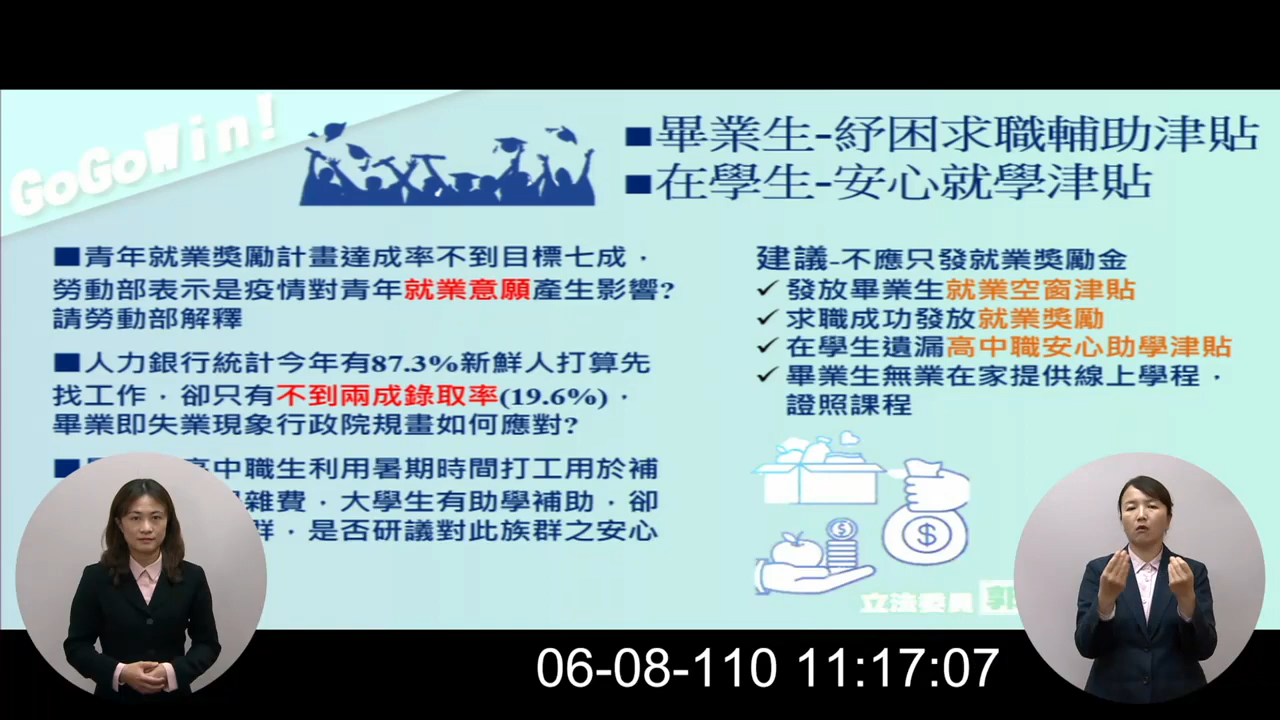 GoGoWin!
■畢業生-紓困求職輔助津貼
■在學生-安心就學津貼
■青年就業獎勵計畫達成率不到目標七成，
勞動部表示是疫情對青年就業意願產生影響?
請勞動部解釋
■人力銀行統計今年有87.3%新鮮人打算先
找工作，卻只有不到兩成錄取率(19.6%)，
畢業即失業現象行政院規畫如何應對?
高中職生利用暑期時間打工用於補
雜費，大學生有助學補助，卻
群，是否研議對此族群之安心
建議-不應只發就業獎勵金
✓ 發放畢業生就業空窗津貼
✓ 求職成功發放就業獎勵
✓ 在學生遺漏高中職安心助學津貼
✓ 畢業生無業在家提供線上學程，
證照課程
$
$
立法委員
06-08-110 11:17:07